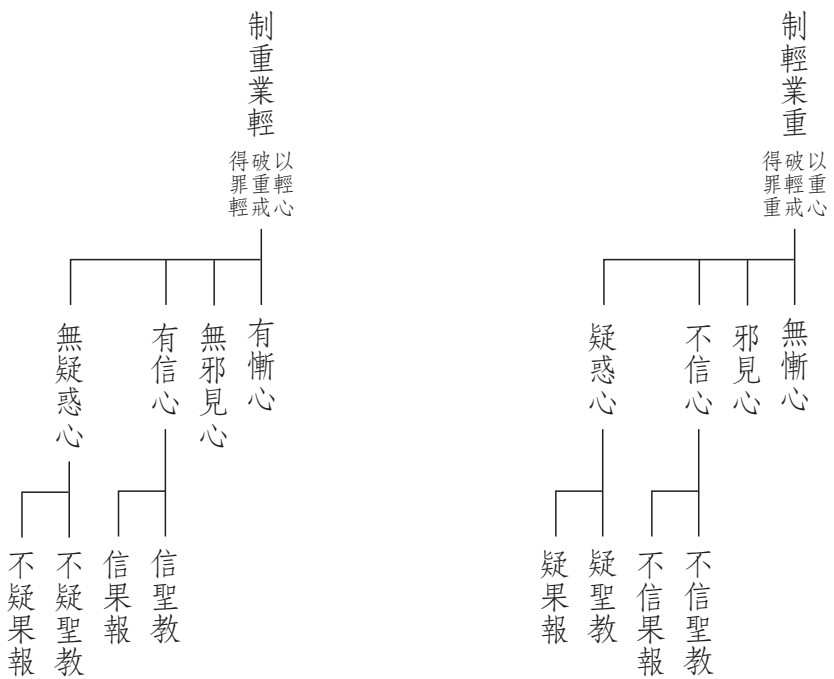 制輕業重
以重心
破輕戒
得罪重
無慚心
邪見心
不信心
不信聖教
不信果報
疑惑心
疑聖教
疑果報
制重業輕
以輕心
破重戒
得罪輕
有慚心
無邪見心
有信心
信聖教
信果報
無疑惑心
不疑聖教
不疑果報